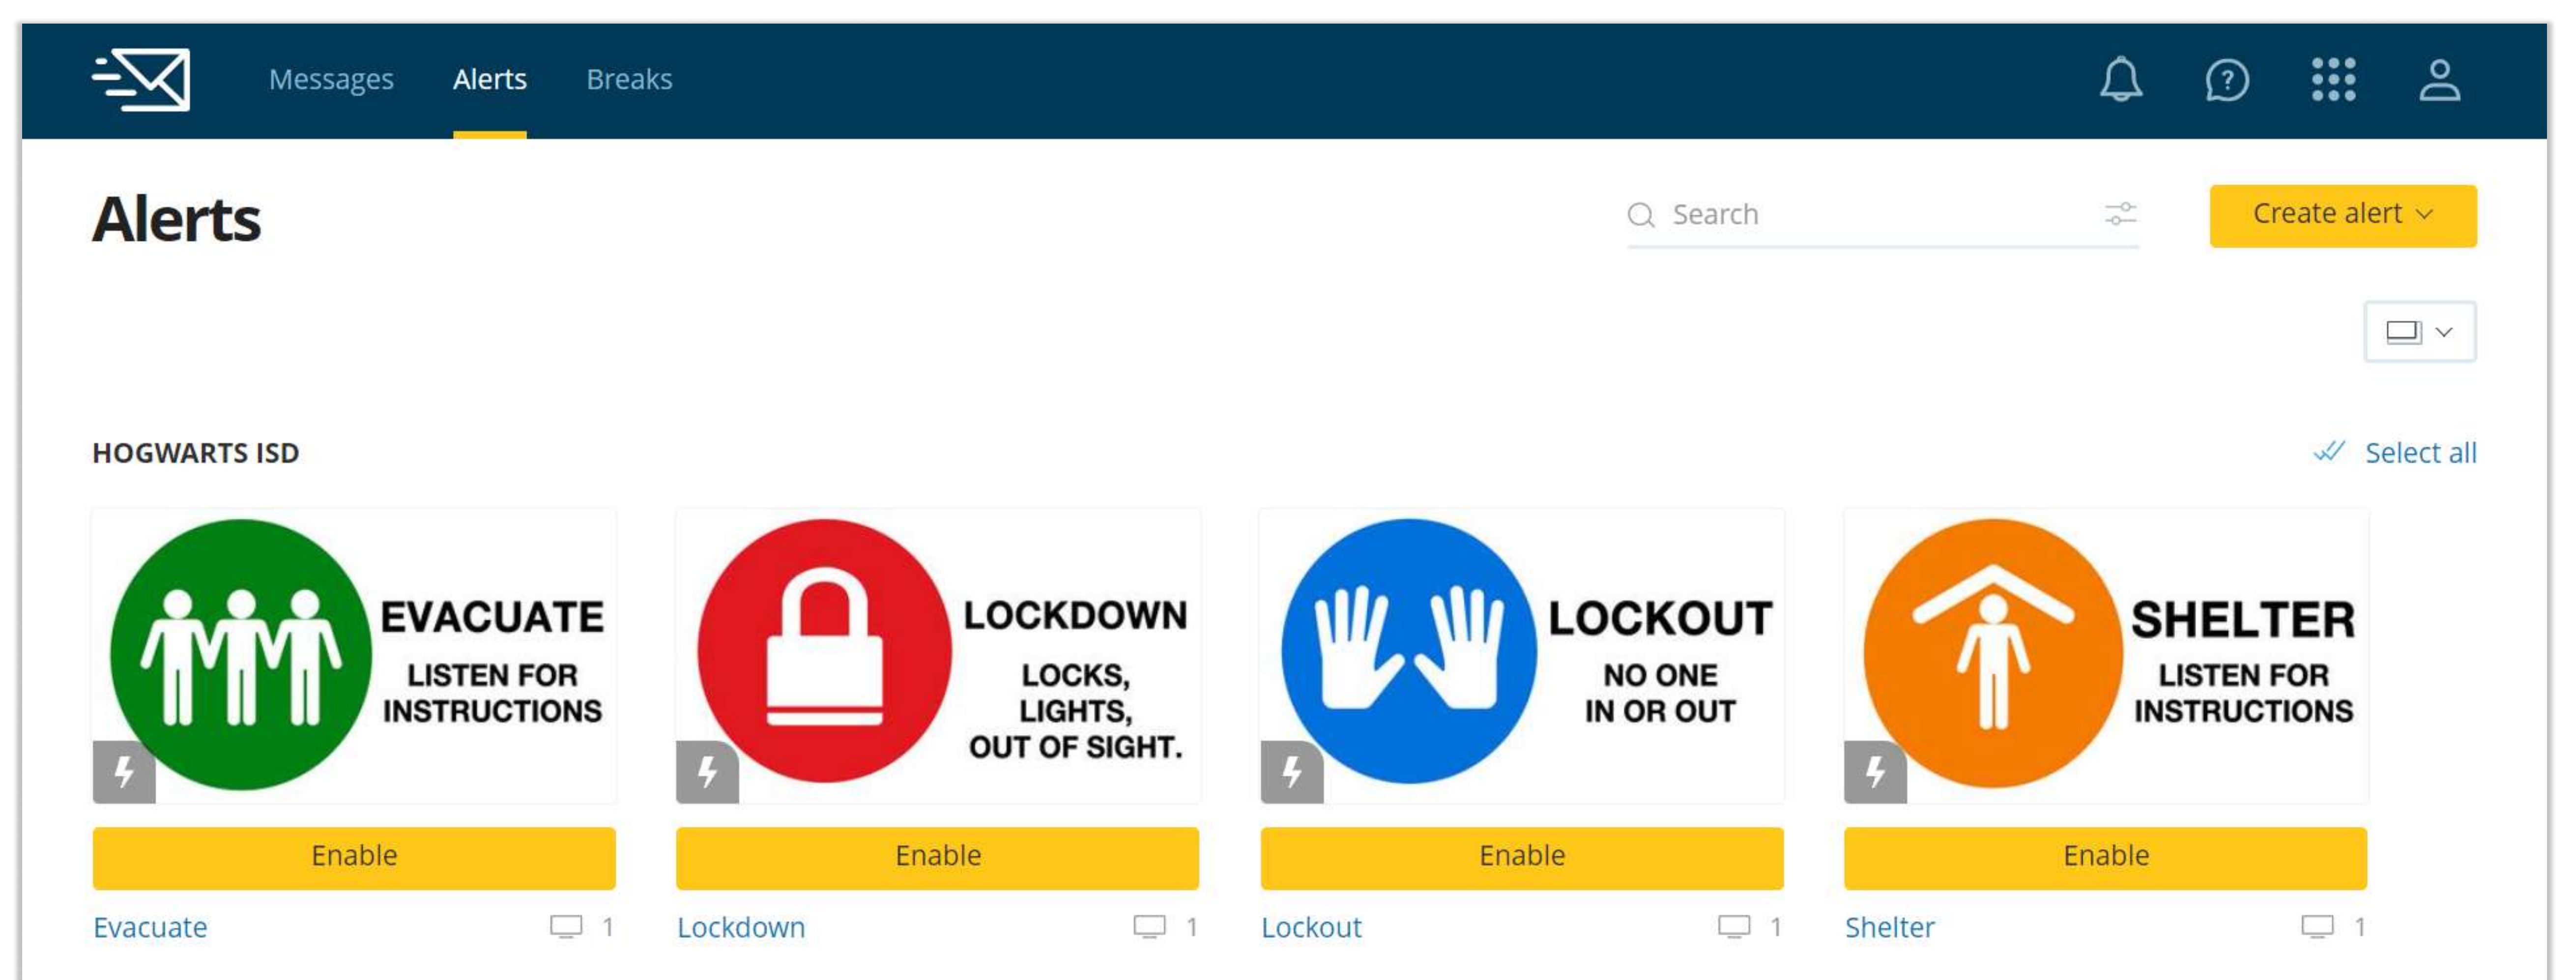 Messages Alerts Breaks
Alerts
Search
Create alert
HOGWARTS ISD
Select all
EVACUATE
LISTEN FOR
INSTRUCTIONS
LOCKDOWN
LOCKS,
LIGHTS,
OUT OF SIGHT.
LOCKOUT
NO ONE
IN OR OUT
SHELTER
LISTEN FOR
INSTRUCTIONS
Enable Enable Enable Enable
Evacuate 1 Lockdown 1 Lockout 1 Shelter 1